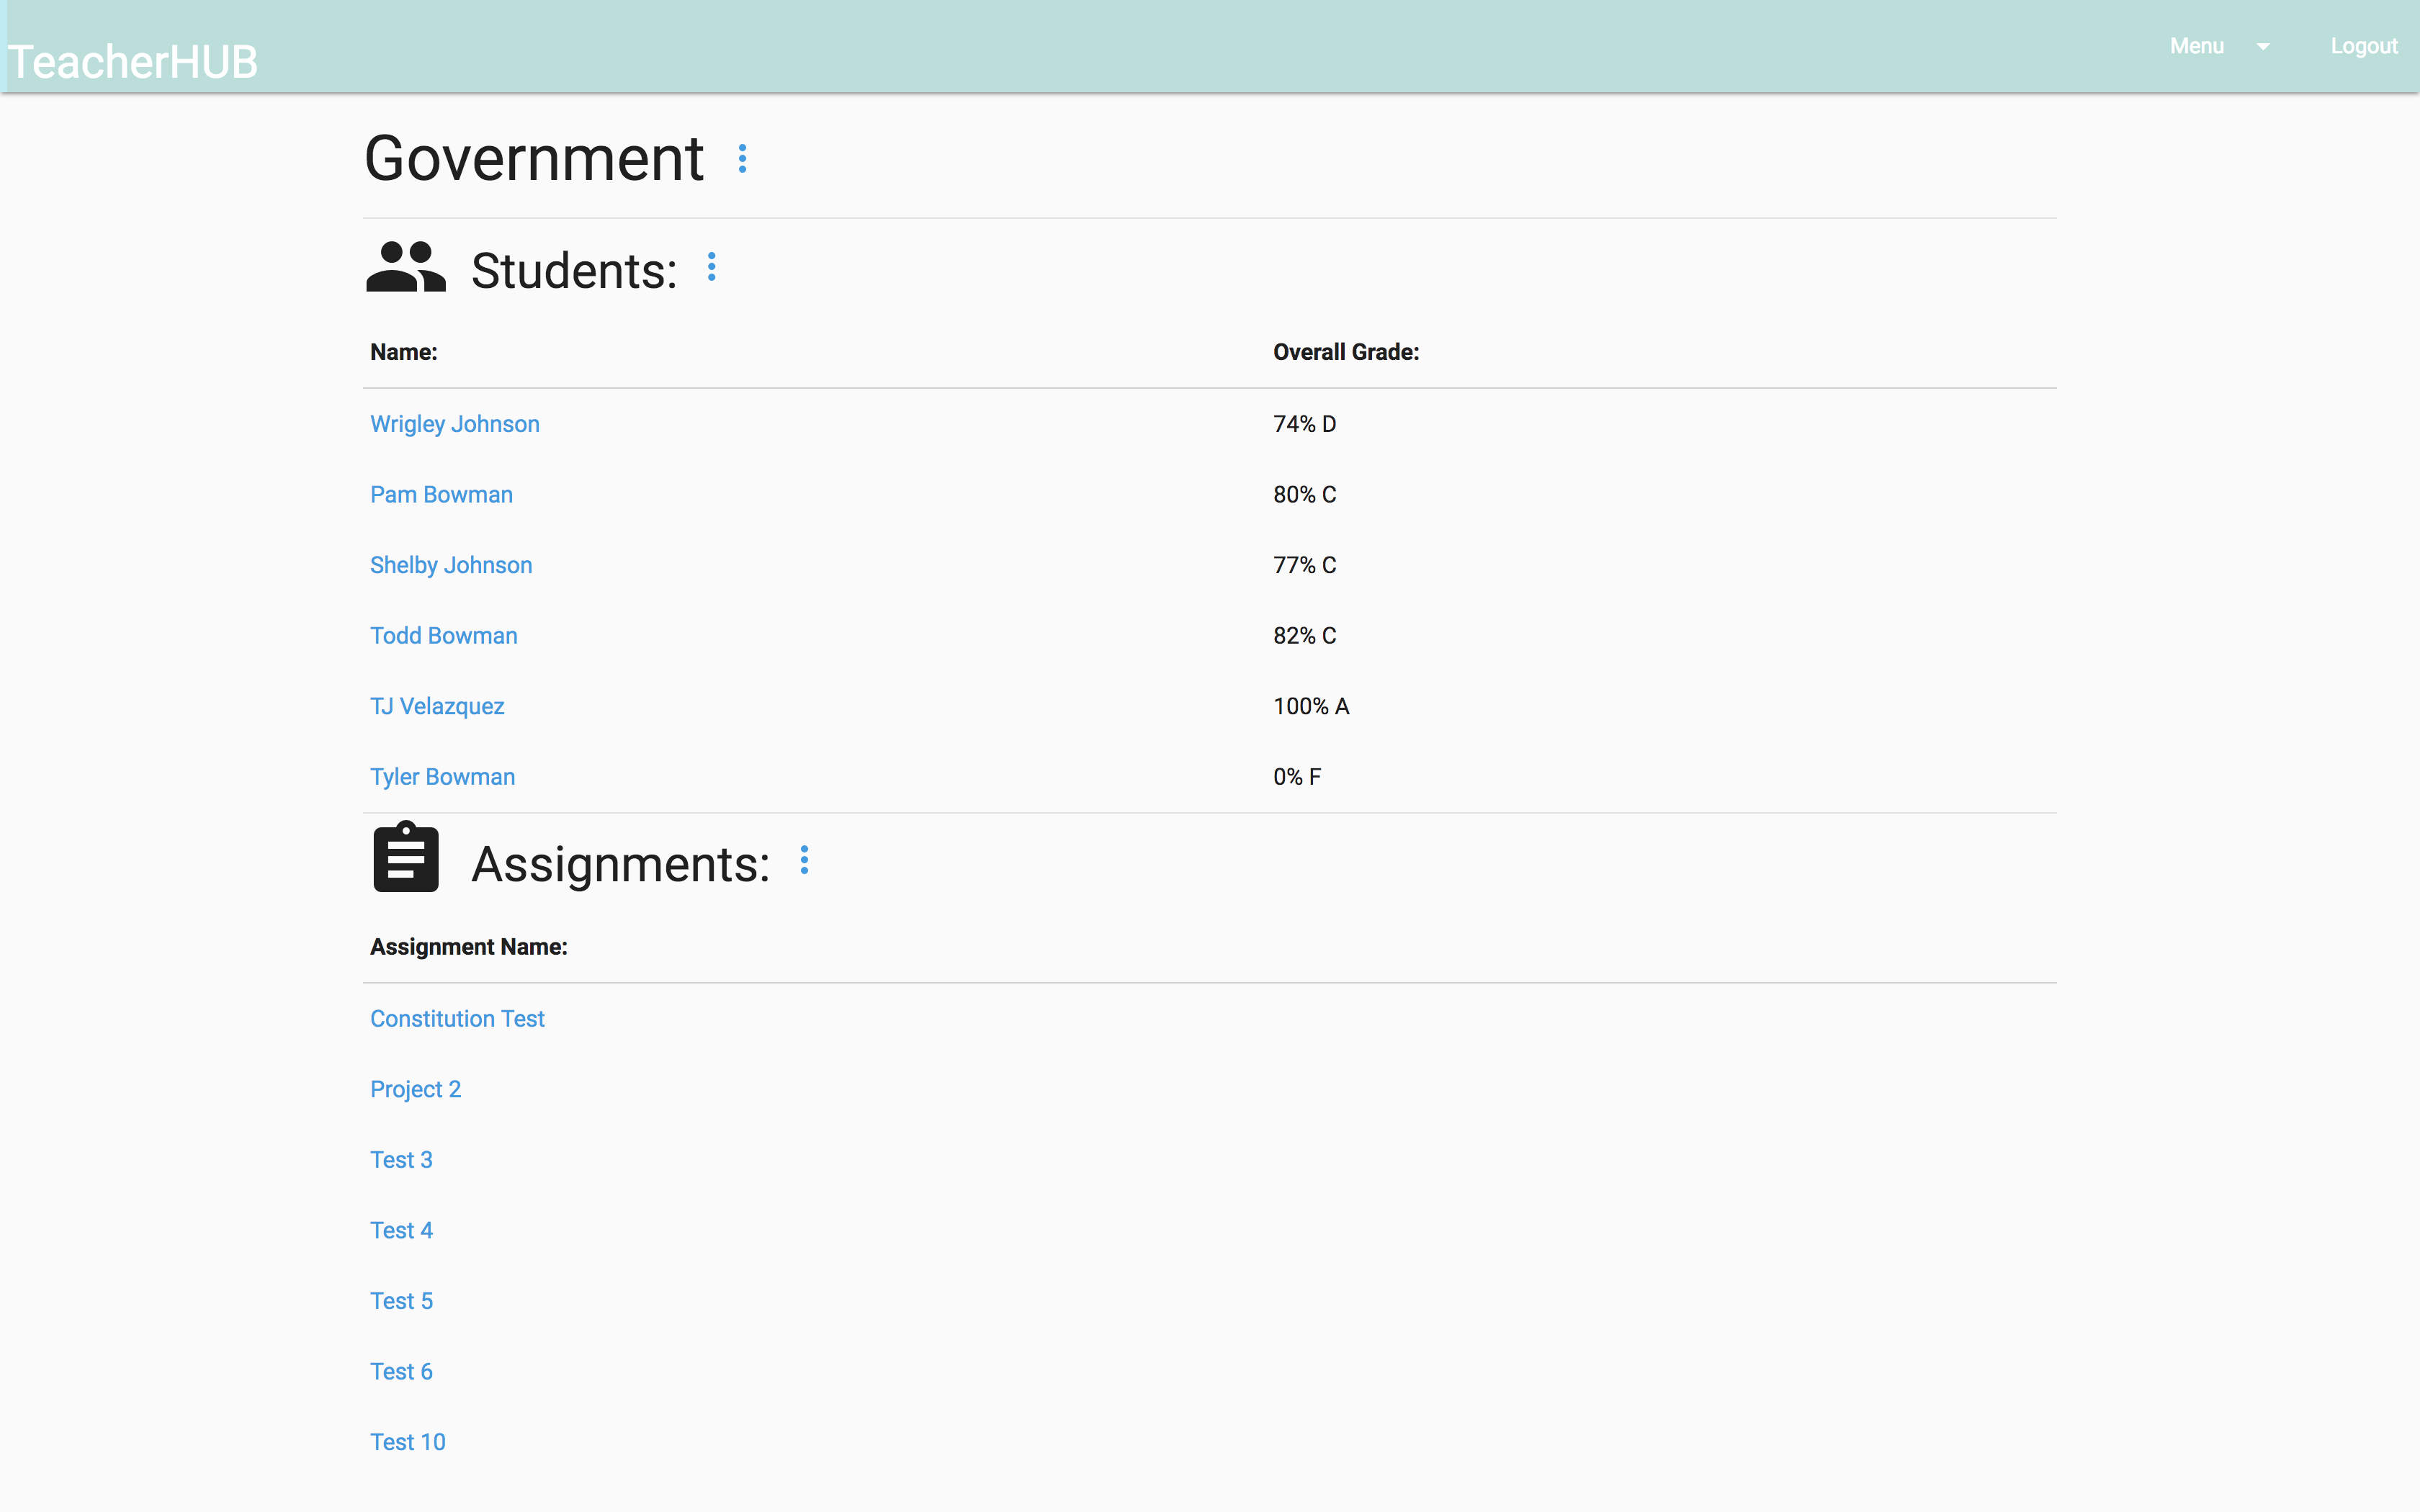 TeacherHUB
Menu
Logout
Government
Students:
Name: Overall Grade:
Wrigley Johnson 74% D
Pam Bowman 80% C
Shelby Johnson 77% C
Todd Bowman 82% C
TJ Velazquez 100% A
Tyler Bowman 0% F
Assignments:
Assignment Name:
Constitution Test
Project 2
Test 3
Test 4
Test 5
Test 6
Test 10